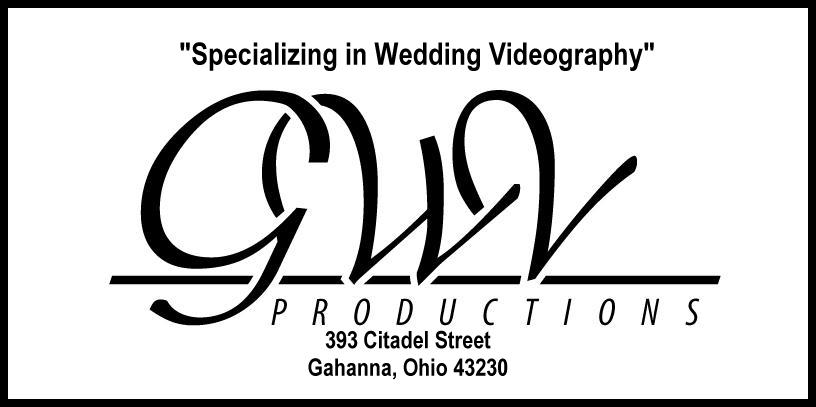 "Specializing in Wedding Videography"
GWV
PRODUCTIONS
393 Citadel Street
Gahanna, Ohio 43230